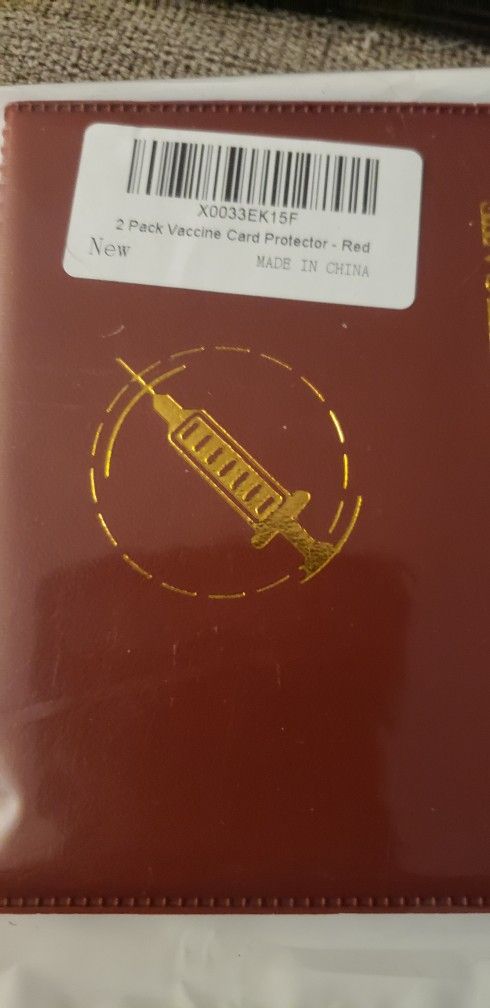 X0033EK15F
2 Pack Vaccine Card Protector - Red
New
MADE IN CHINA